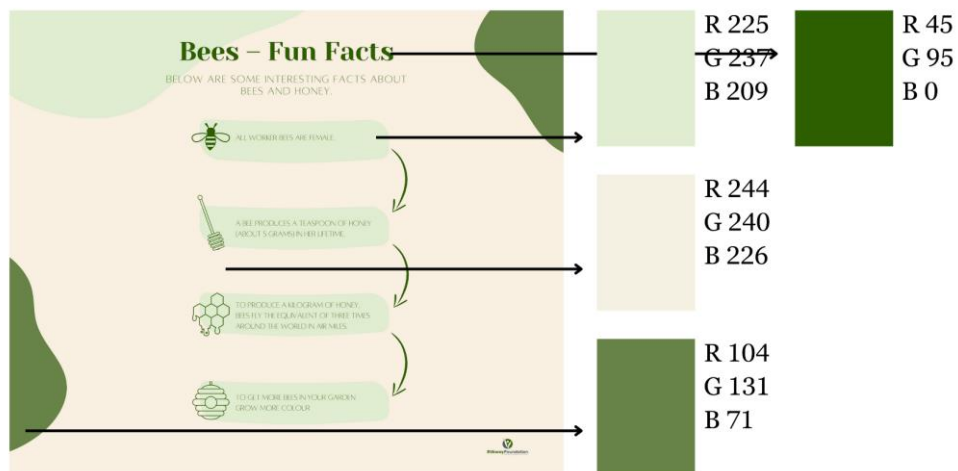 Bees – Fun Facts
BELOW ARE SOME INTERESTING FACTS ABOUT
BEES AND HONEY.
ALL WORKER BEES ARE FEMALE.
A BEE PRODUCES A TEASPOON OF HONEY
(ABOUT 5 GRAMS) IN HER LIFETIME.
TO PRODUCE A KILOGRAM OF HONEY,
BEES FLY THE EQUIVALENT OF THREE TIMES
AROUND THE WORLD IN AIR MILES.
TO GET MORE BEES IN YOUR GARDEN
GROW MORE COLOUR
R 225
G 237
B 209
R 45
G 95
B 0
R 244
G 240
B 226
R 104
G 131
B 71